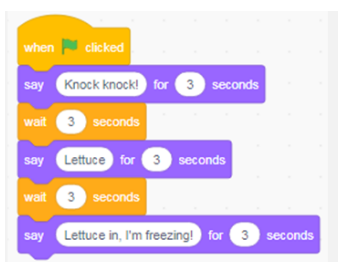 when clicked
say Knock knock! for 3 seconds
wait 3 seconds
say Lettuce for 3 seconds
wait 3 seconds
say Lettuce in, I'm freezing! for 3 seconds